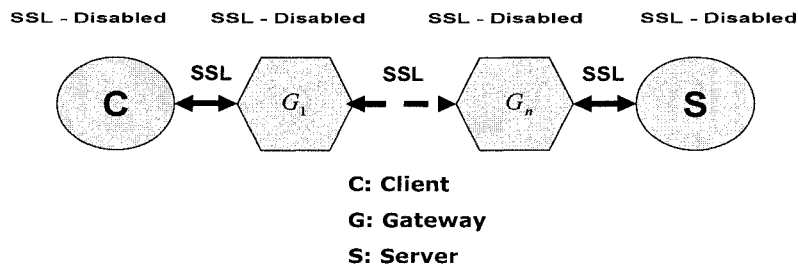 SSL - Disabled SSL - Disabled SSL - Disabled SSL - Disabled
SSL SSL SSL
C G1 Gn S
C: Client
G: Gateway
S: Server